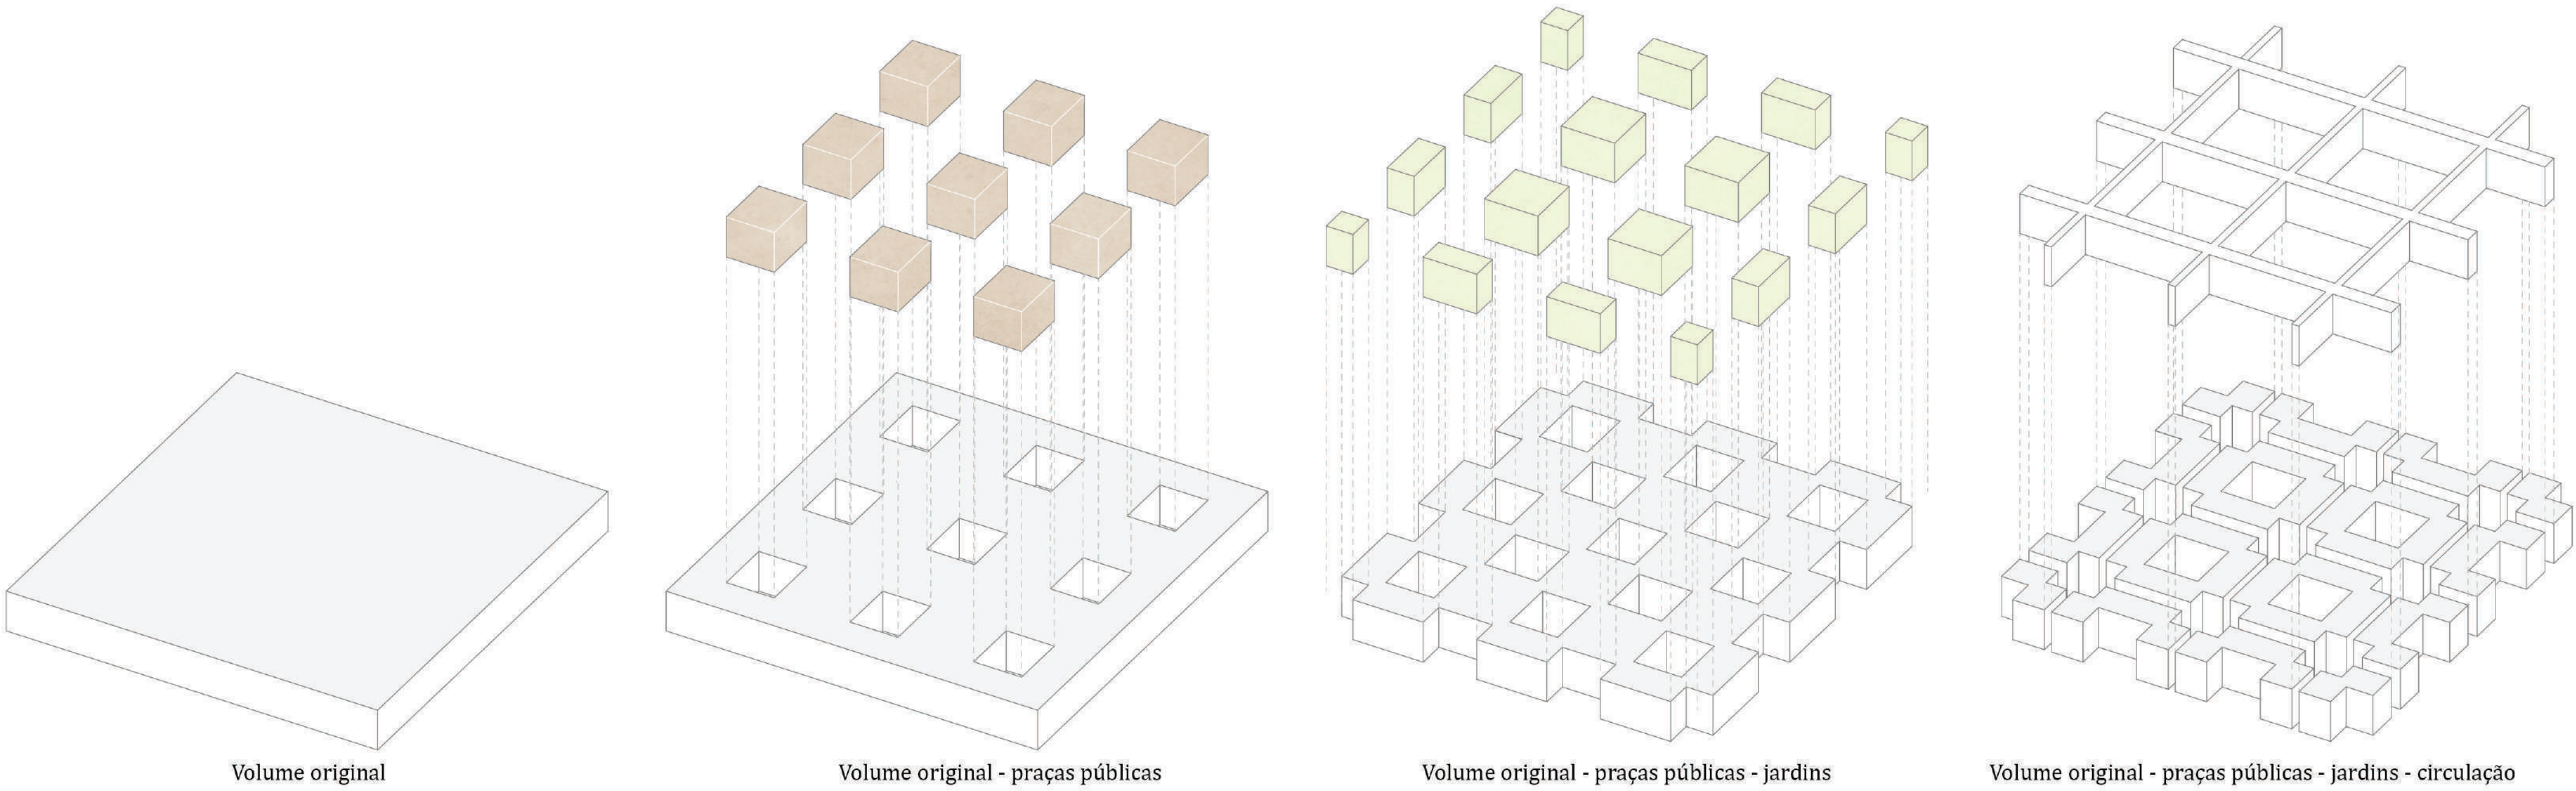 Volume original
Volume original - praças públicas
Volume original - praças públicas - jardins
Volume original - praças públicas - jardins - circulação